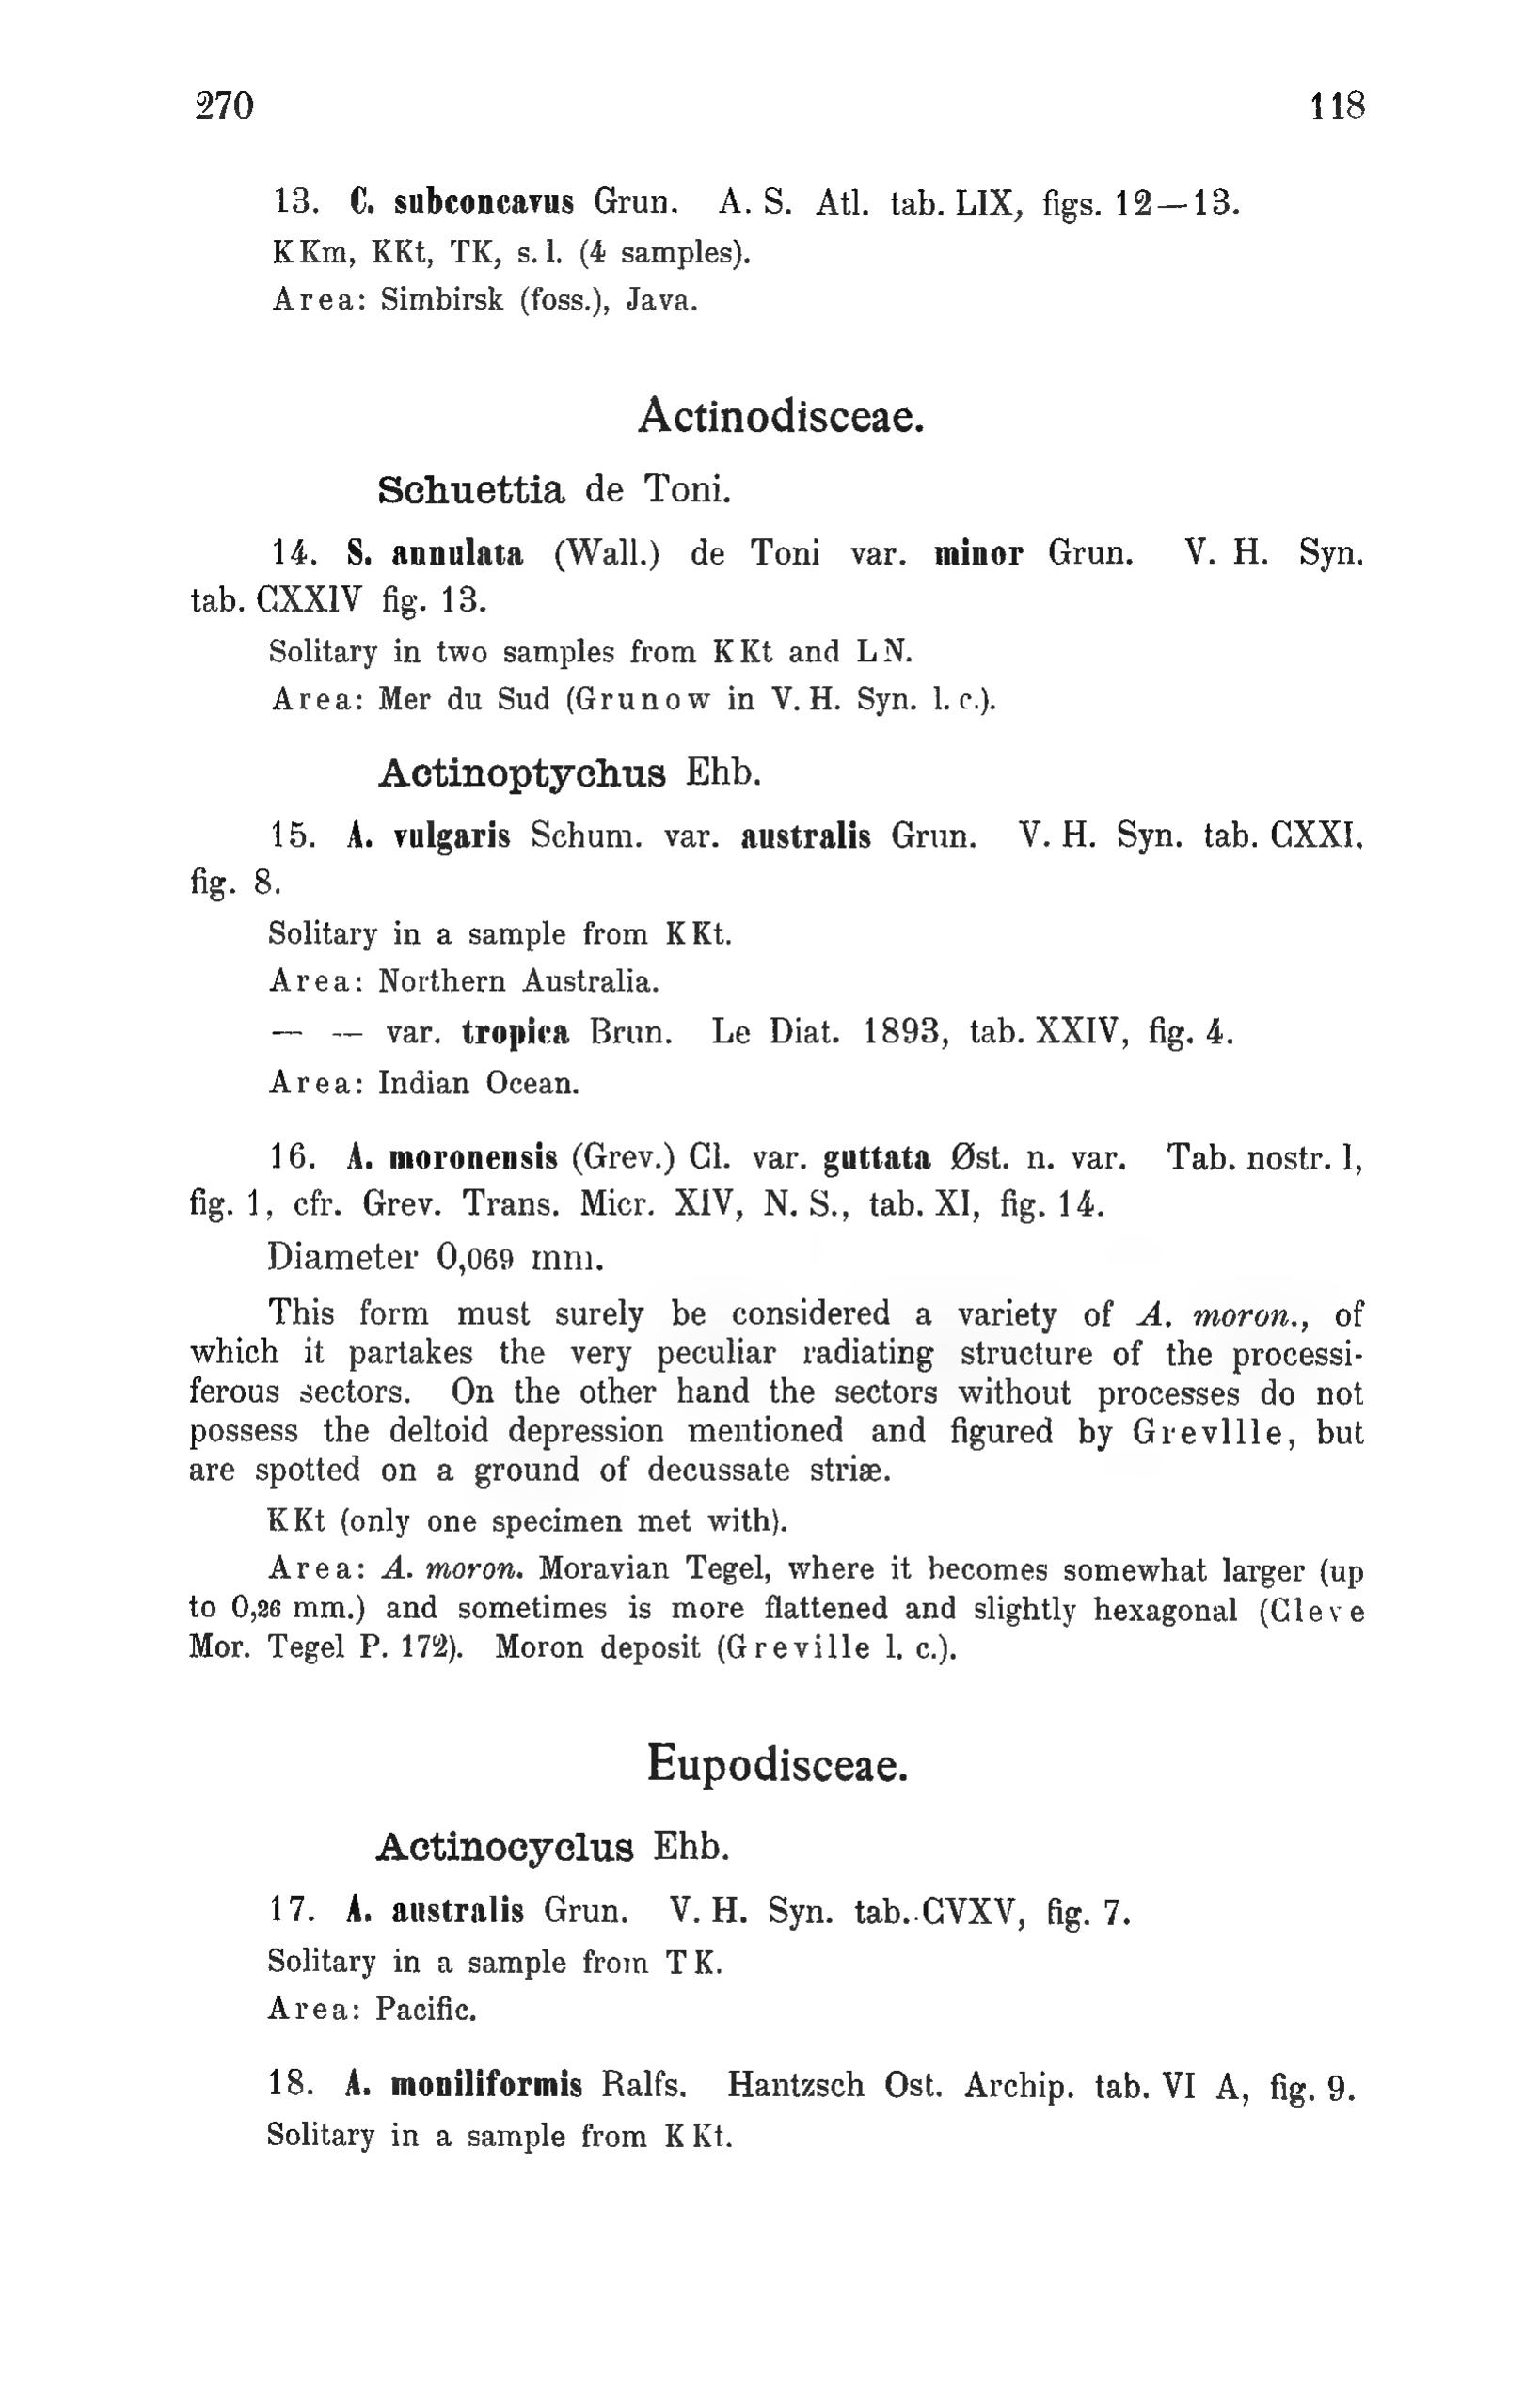 270 118
13. C. subconcavus Grun. A. S. Atl. tab. LIX, figs. 12—13.
KKm, KKt, TK, s. l. (4 samples).
Area: Simbirsk (foss.), Java.
Actinodisceae.
Schuettia de Toni.
14. S. annulata (Wall.) de Toni var. minor Grun. V. H. Syn.
tab. CXXIV fig. 13.
Solitary in two samples from KKt and LN.
Area: Mer du Sud (Grunow in V. H. Syn. l. c.).
Actinoptychus Ehb.
15. A. vulgaris Schum. var. australis Grun. V. H. Syn. tab. CXXI.
fig. 8.
Solitary in a sample from KKt.
Area: Northern Australia.
— — var. tropica Brun. Le Diat. 1893, tab. XXIV, fig. 4.
Area: Indian Ocean.
16. A. moronensis (Grev.) Cl. var. guttata Øst. n. var. Tab. nostr. I,
fig. 1, cfr. Grev. Trans. Micr. XIV, N. S., tab. XI, fig. 14.
Diameter 0,069 mm.
This form must surely be considered a variety of A. moron., of
which it partakes the very peculiar radiating structure of the processi-
ferous sectors. On the other hand the sectors without processes do not
possess the deltoid depression mentioned and figured by Grevllle, but
are spotted on a ground of decussate striæ.
KKt (only one specimen met with).
Area: A. moron. Moravian Tegel, where it becomes somewhat larger (up
to 0,26 mm.) and sometimes is more flattened and slightly hexagonal (Cleve
Mor. Tegel P. 172). Moron deposit (Greville l. c.).
Eupodisceae.
Actinocyclus Ehb.
17. A. australis Grun. V. H. Syn. tab. CVXV, fig. 7.
Solitary in a sample from TK.
Area: Pacific.
18. A. moniliformis Ralfs. Hantzsch Ost. Archip. tab. VI A, fig. 9.
Solitary in a sample from KKt.